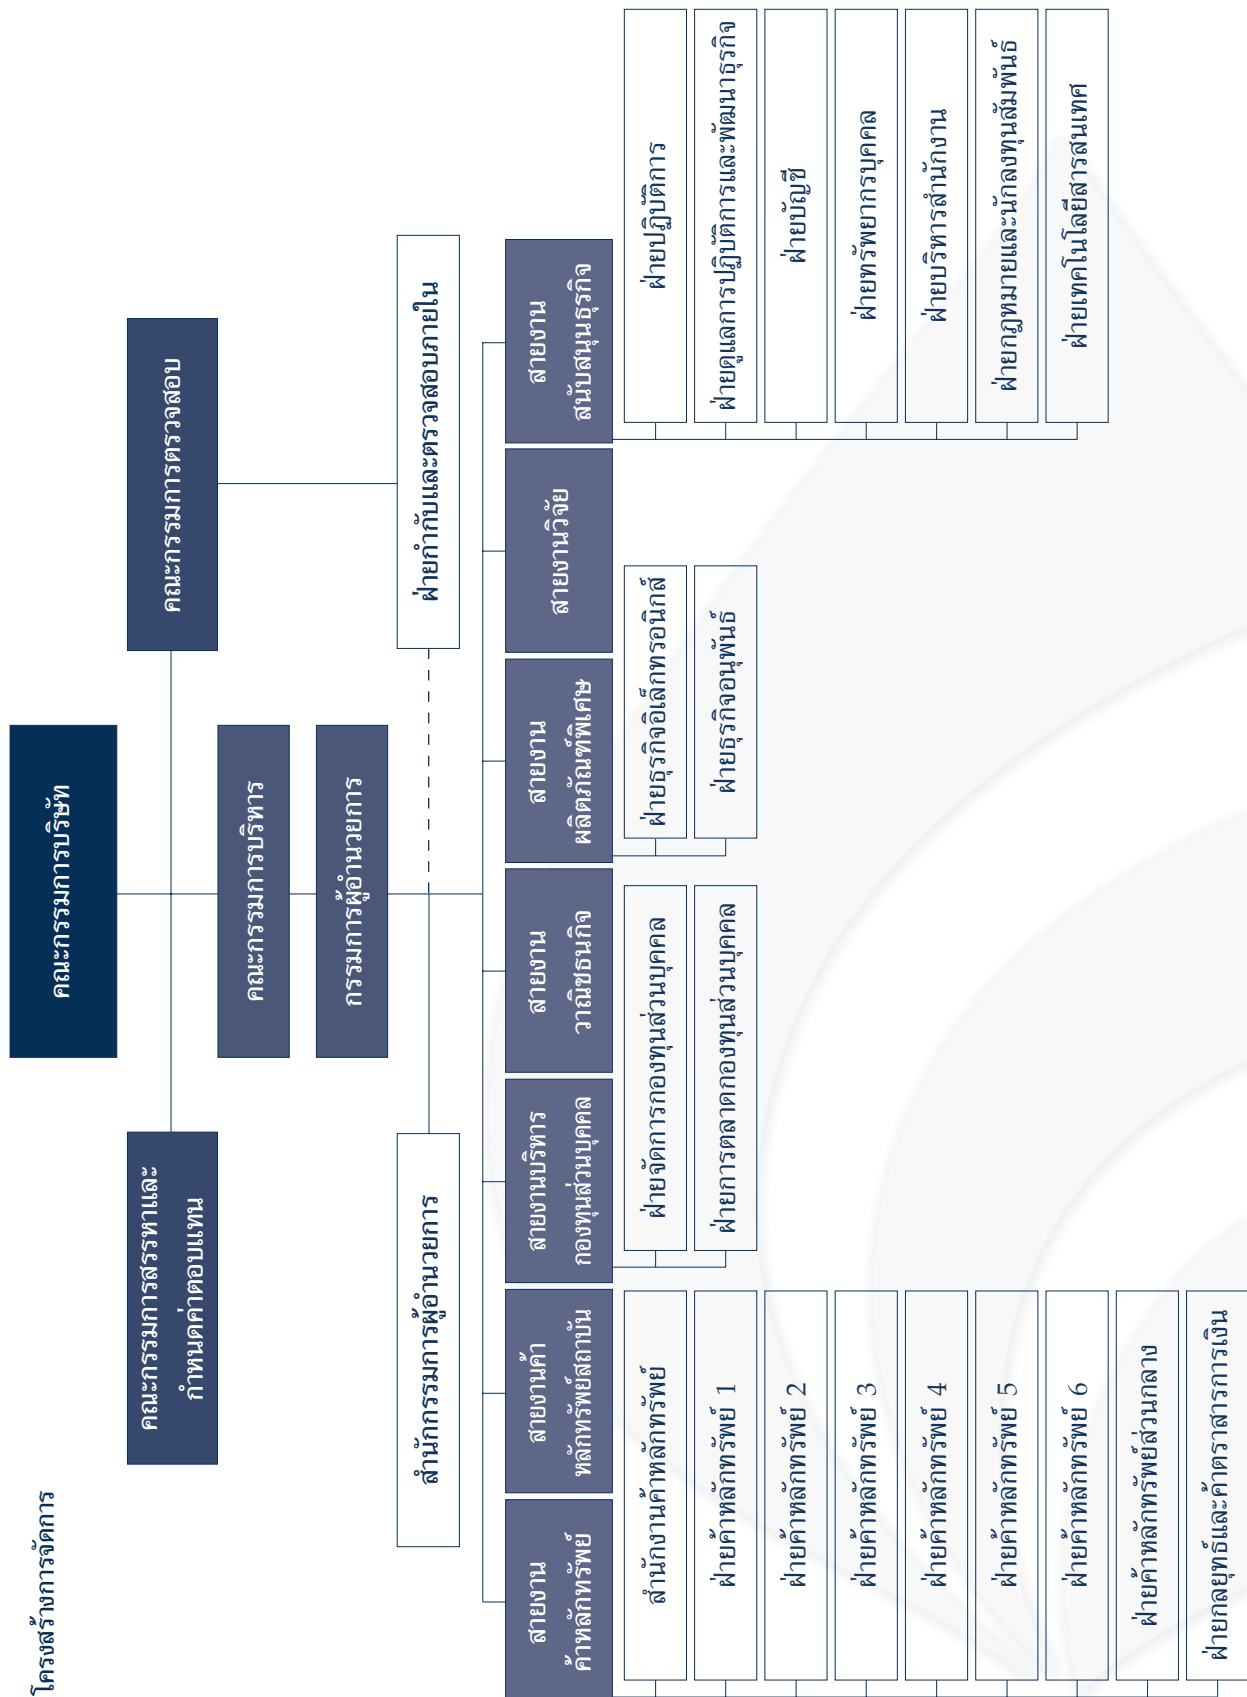 โครงสร้างการจัดการ
คณะกรรมการบริษัท
คณะกรรมการสรรหาและ
กำหนดค่าตอบแทน
คณะกรรมการตรวจสอบ
คณะกรรมการบริหาร
กรรมการผู้อำนวยการ
สำนักกรรมการผู้อำนวยการ
ฝ่ายกำกับและตรวจสอบภายใน
สายงาน
ค้าหลักทรัพย์
สายงานค้า
หลักทรัพย์สถาบัน
สายงานบริหาร
กองทุนส่วนบุคคล
สายงาน
วาณิชธนกิจ
สายงาน
ผลิตภัณฑ์พิเศษ
สายงานวิจัย
สายงาน
สนับสนุนธุรกิจ
สำนักงานค้าหลักทรัพย์
ฝ่ายค้าหลักทรัพย์ 1
ฝ่ายค้าหลักทรัพย์ 2
ฝ่ายค้าหลักทรัพย์ 3
ฝ่ายค้าหลักทรัพย์ 4
ฝ่ายค้าหลักทรัพย์ 5
ฝ่ายค้าหลักทรัพย์ 6
ฝ่ายค้าหลักทรัพย์ส่วนกลาง
ฝ่ายกลยุทธ์และค้าตราสารการเงิน
ฝ่ายจัดการกองทุนส่วนบุคคล
ฝ่ายการตลาดกองทุนส่วนบุคคล
ฝ่ายธุรกิจอิเล็กทรอนิกส์
ฝ่ายธุรกิจอนุพันธ์
ฝ่ายปฏิบัติการ
ฝ่ายดูแลการปฏิบัติการและพัฒนาธุรกิจ
ฝ่ายบัญชี
ฝ่ายทรัพยากรบุคคล
ฝ่ายบริหารสำนักงาน
ฝ่ายกฎหมายและนักลงทุนสัมพันธ์
ฝ่ายเทคโนโลยีสารสนเทศ